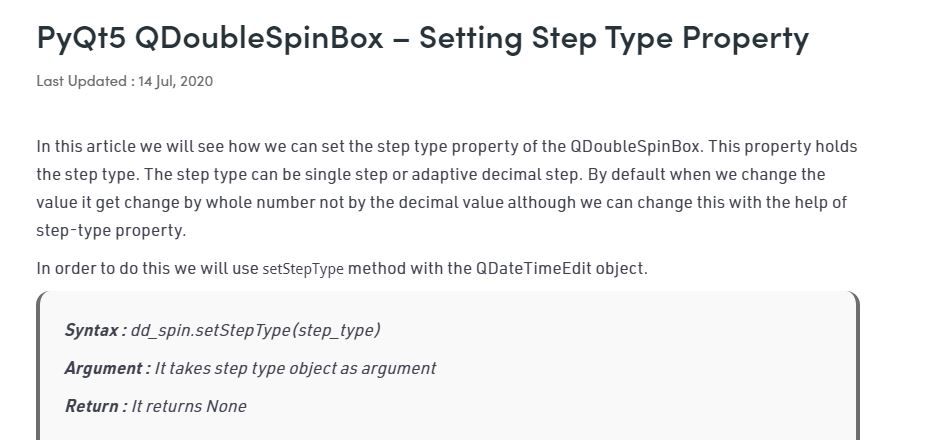 PyQt5 QDoubleSpinBox – Setting Step Type Property
Last Updated : 14 Jul, 2020
In this article we will see how we can set the step type property of the QDoubleSpinBox. This property holds
the step type. The step type can be single step or adaptive decimal step. By default when we change the
value it get change by whole number not by the decimal value although we can change this with the help of
step-type property.
In order to do this we will use setStepType method with the QDateTimeEdit object.
Syntax : dd_spin.setStepType(step_type)
Argument : It takes step type object as argument
Return : It returns None